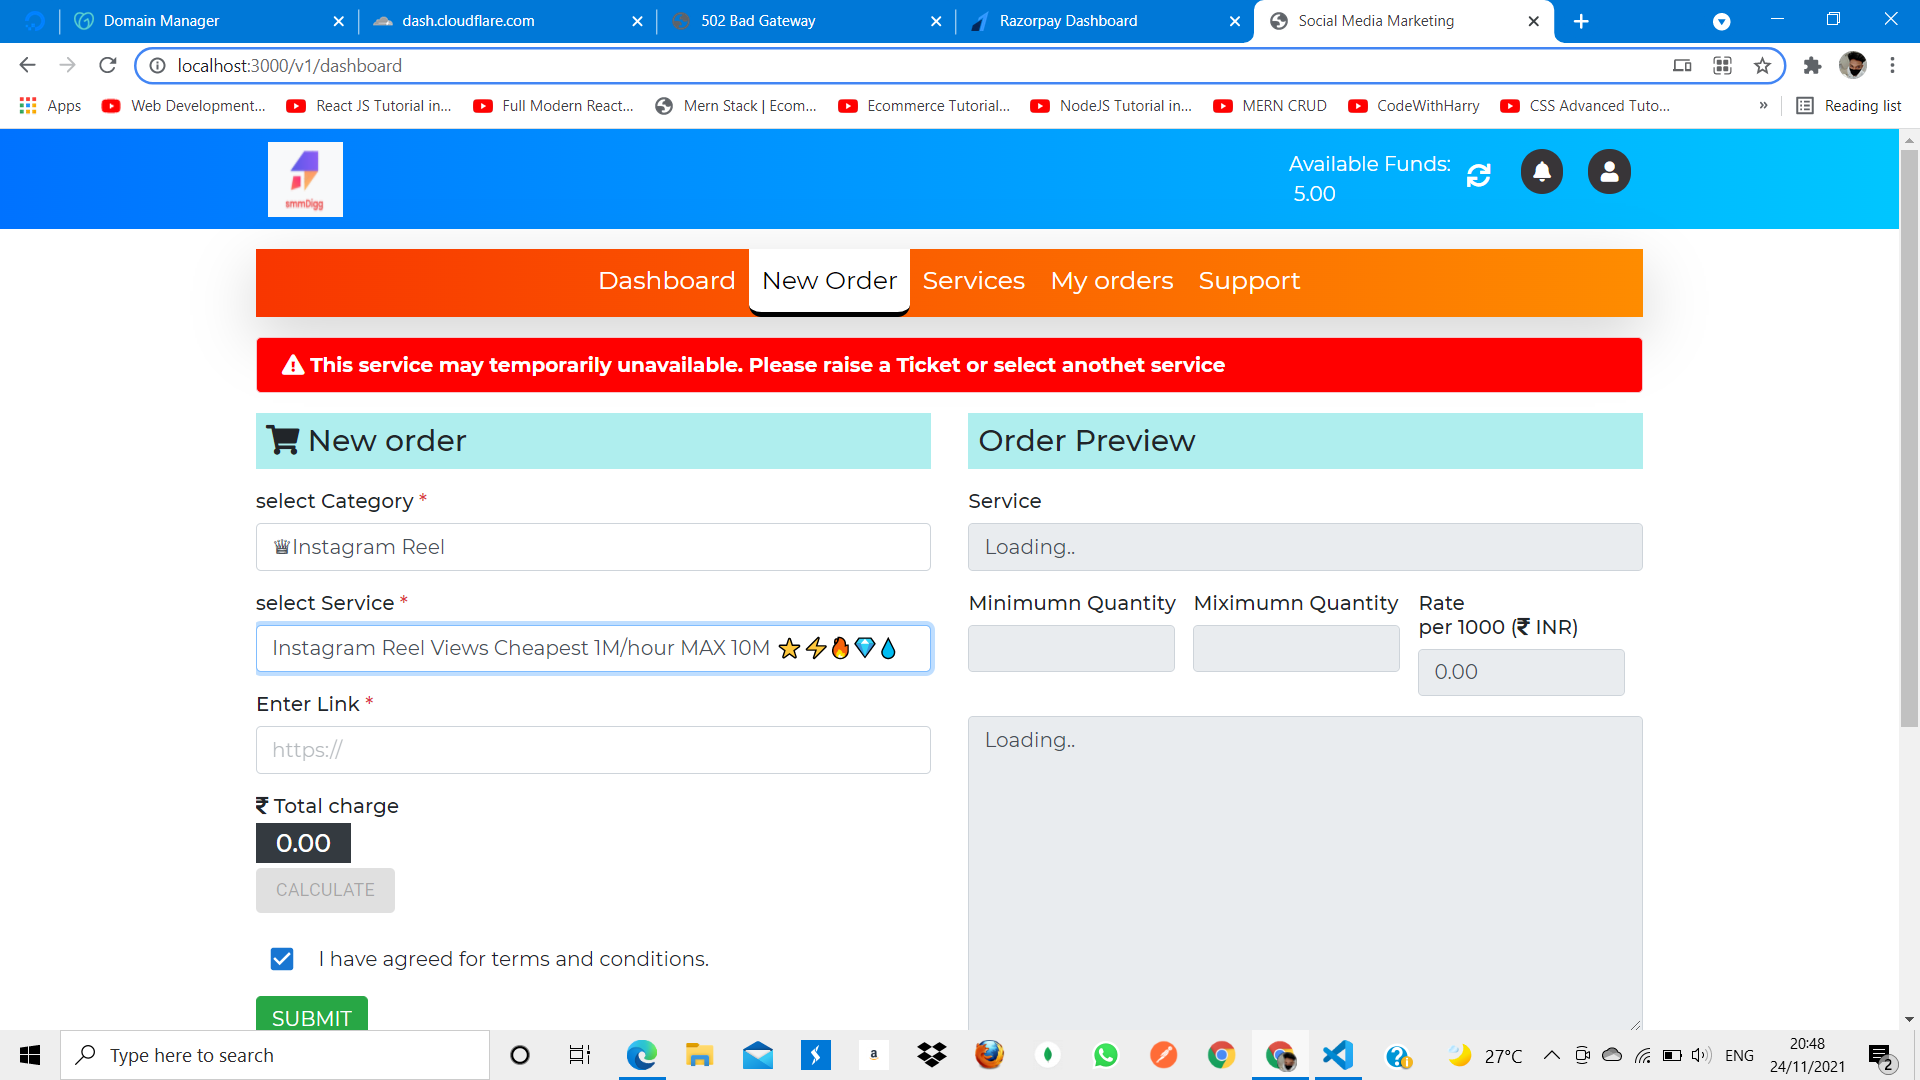 Domain Manager
dash.cloudflare.com
502 Bad Gateway
Razorpay Dashboard
Social Media Marketing
localhost:3000/v1/dashboard
Apps
Web Development...
React JS Tutorial in...
Full Modern React...
Mern Stack | Ecom...
Ecommerce Tutorial...
NodeJS Tutorial in...
MERN CRUD
CodeWithHarry
CSS Advanced Tuto...
»
Reading list
smmDigg
Available Funds:
5.00
Dashboard
New Order
Services
My orders
Support
This service may temporarily unavailable. Please raise a Ticket or select anothet service
New order
select Category *
♕Instagram Reel
select Service *
Instagram Reel Views Cheapest 1M/hour MAX 10M ⭐⚡🔥💎💧
Enter Link *
https://
₹ Total charge
0.00
CALCULATE
I have agreed for terms and conditions.
SUBMIT
Order Preview
Service
Loading..
Minimumn Quantity
Miximumn Quantity
Rate
per 1000 (₹ INR)
0.00
Loading..
Type here to search
a
27°C
ENG
20:48
24/11/2021
2